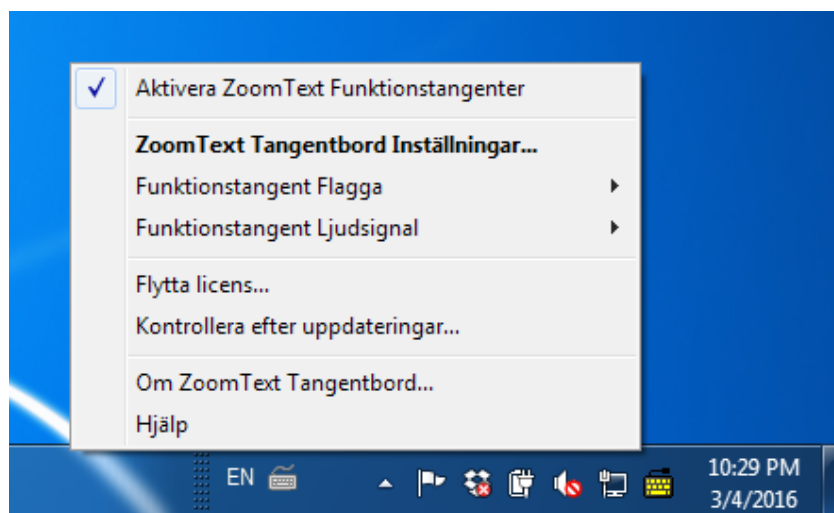 Aktivera ZoomText Funktionstangenter
ZoomText Tangentbord Inställningar...
Funktionstangent Flagga
Funktionstangent Ljudsignal
Flytta licens...
Kontrollera efter uppdateringar...
Om ZoomText Tangentbord...
Hjälp
EN
10:29 PM
3/4/2016